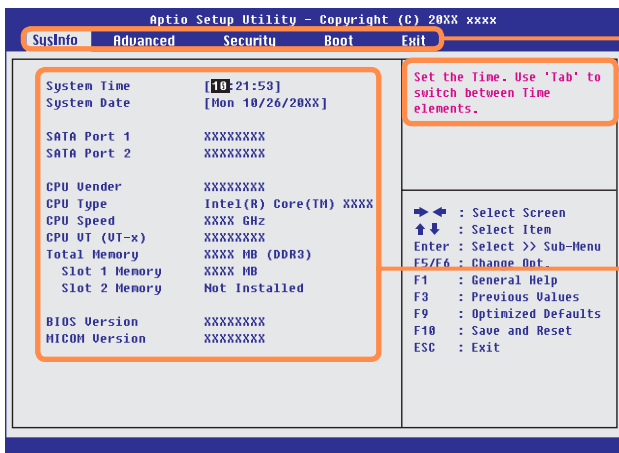 Aptio Setup Utility – Copyright (C) 20XX xxxx
SysInfo Advanced Security Boot Exit
System Time [10:21:53]
System Date [Mon 10/26/20XX]
SATA Port 1 XXXXXXXX
SATA Port 2 XXXXXXXX
CPU Vender XXXXXXXX
CPU Type Intel(R) Core(TM) XXXX
CPU Speed XXXX GHz
CPU VT (VT-x) XXXXXXXX
Total Memory XXXX MB (DDR3)
Slot 1 Memory XXXX MB
Slot 2 Memory Not Installed
BIOS Version XXXXXXXX
MICOM Version XXXXXXXX
Set the Time. Use 'Tab' to
switch between Time
elements.
→← : Select Screen
↑↓ : Select Item
Enter : Select >> Sub-Menu
F5/F6 : Change Opt.
F1 : General Help
F3 : Previous Values
F9 : Optimized Defaults
F10 : Save and Reset
ESC : Exit